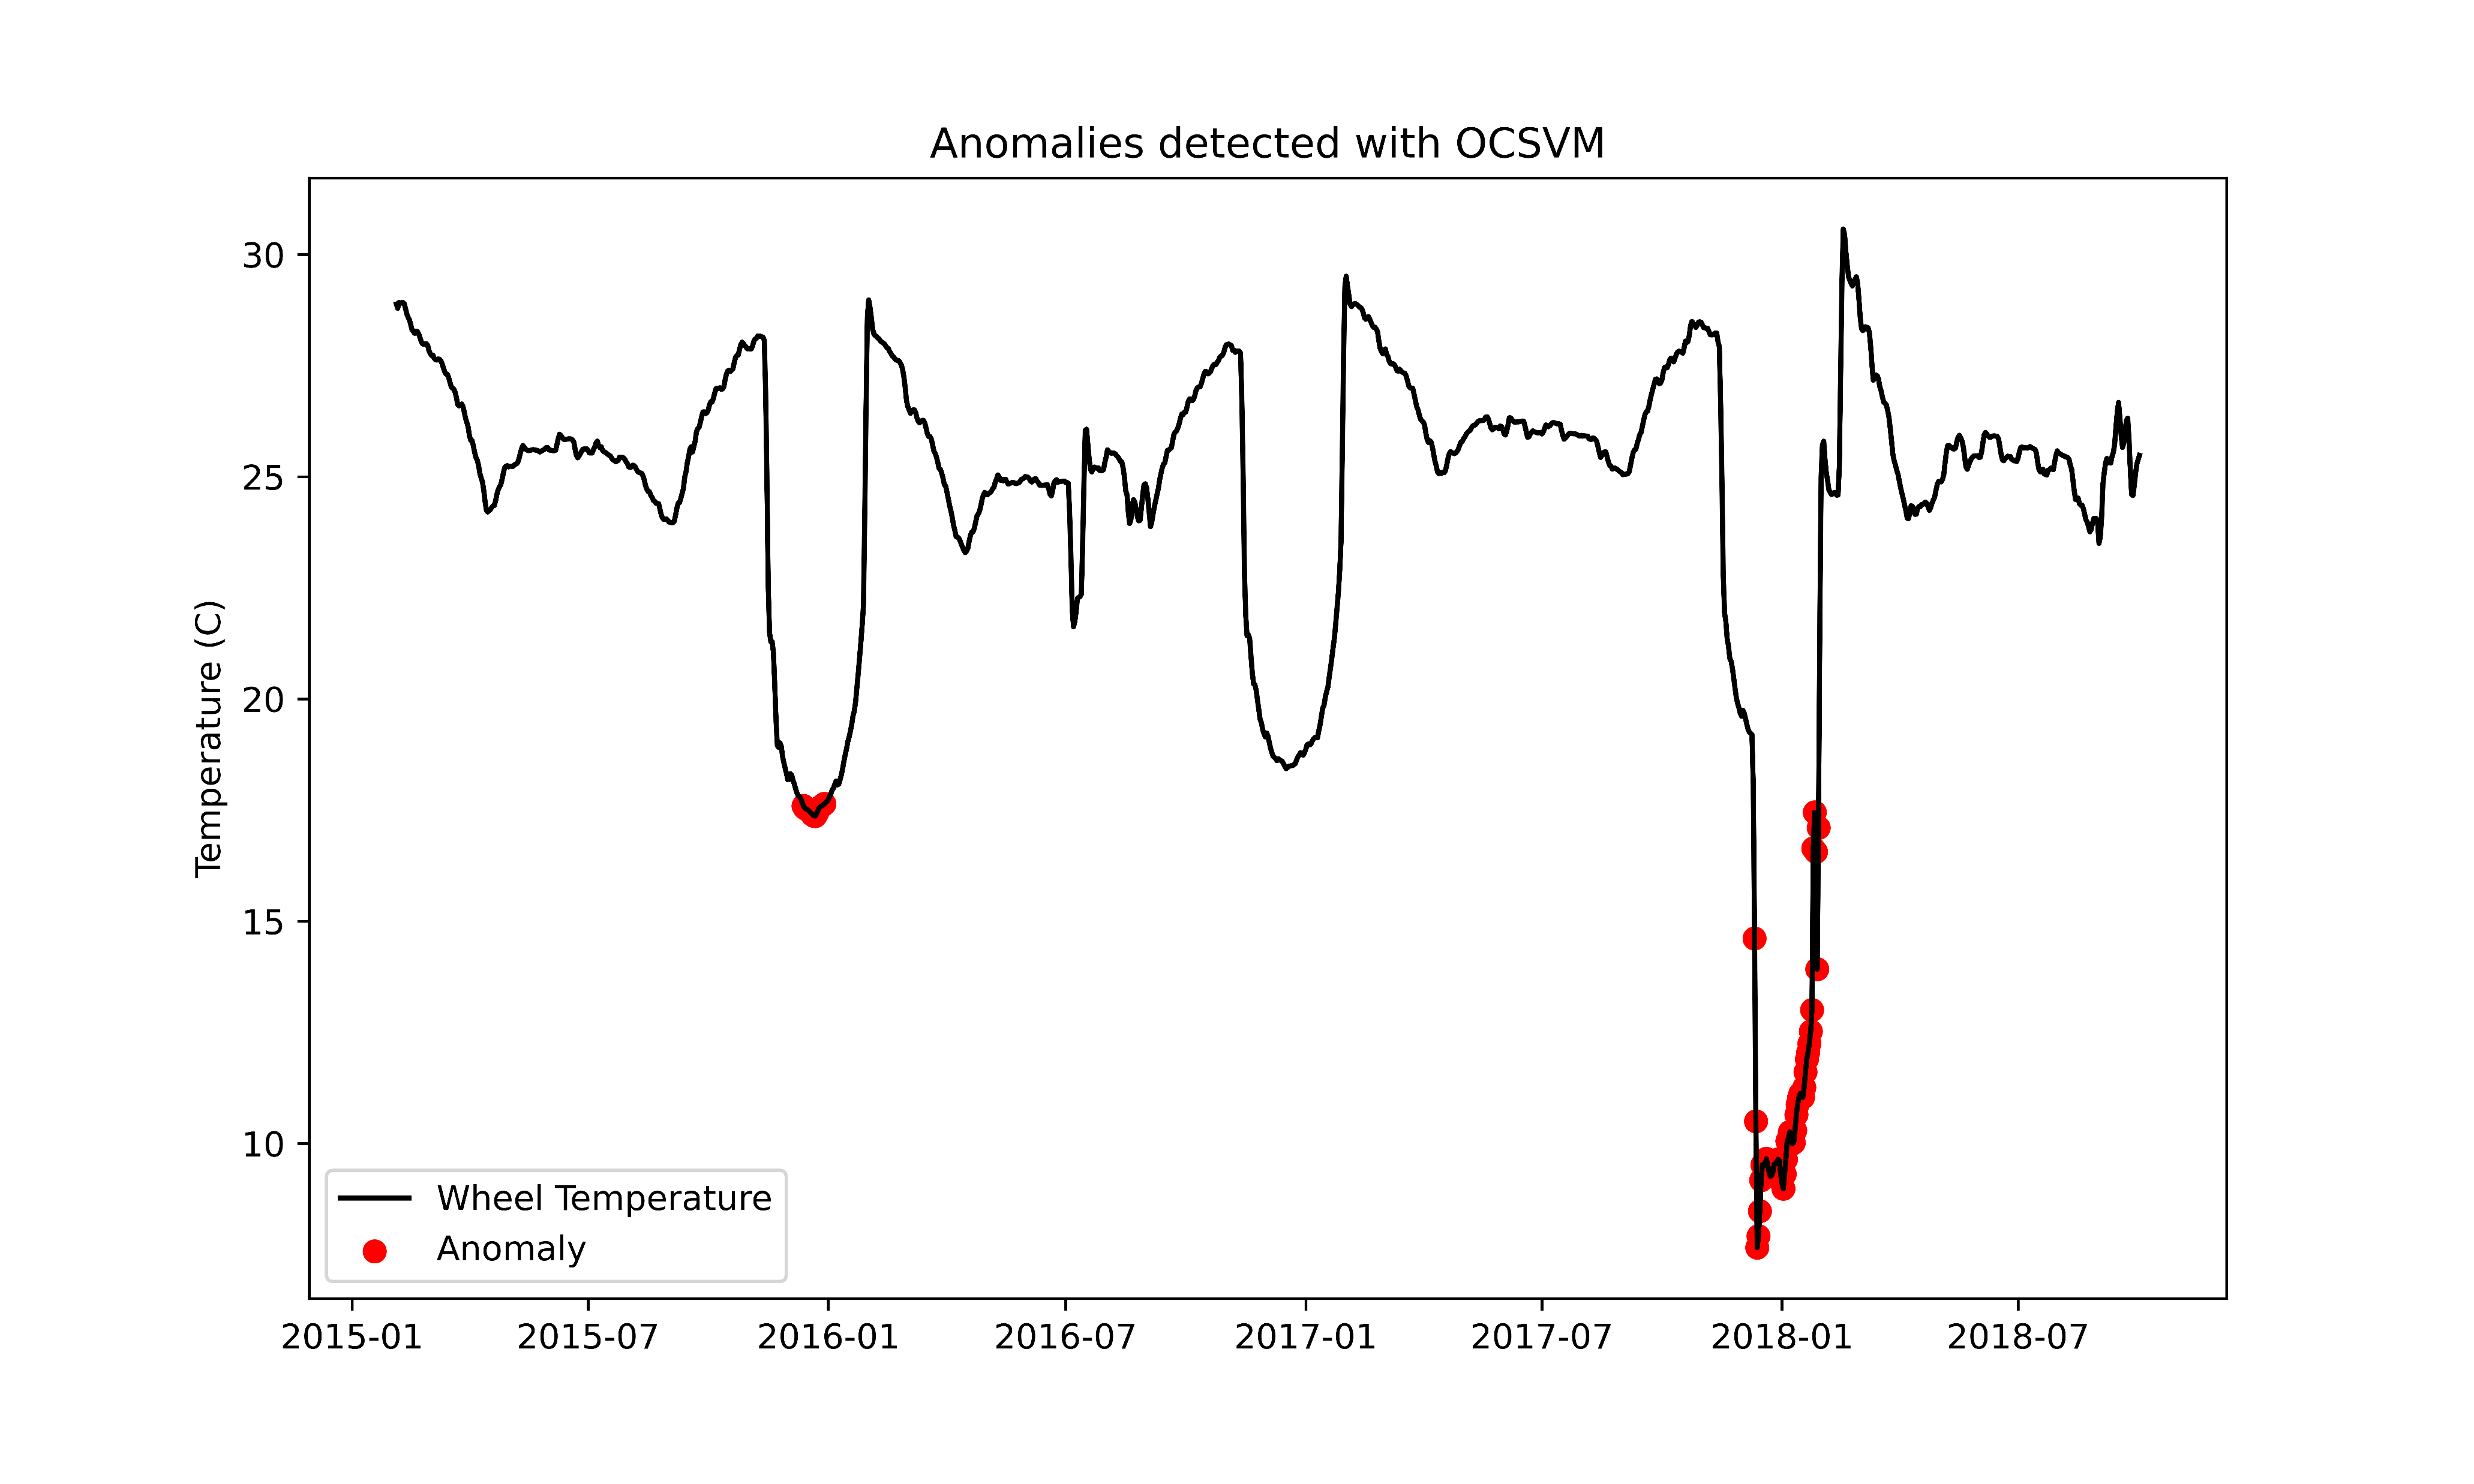 Anomalies detected with OCSVM
Temperature (C)
30
25
20
15
10
Wheel Temperature
Anomaly
2015-01 2015-07 2016-01 2016-07 2017-01 2017-07 2018-01 2018-07